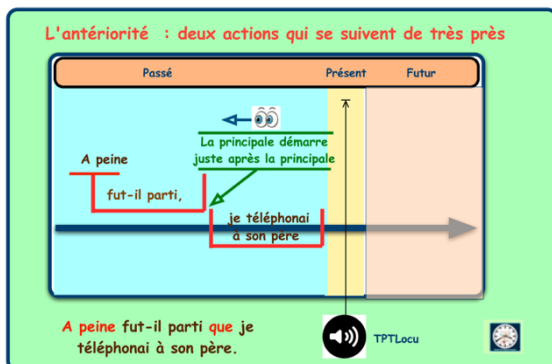 L'antériorité : deux actions qui se suivent de très près
Passé
Présent
Futur
La principale démarre
juste après la principale
A peine
fut-il parti,
je téléphonai
à son père
A peine fut-il parti que je
téléphonai à son père.
TPTLocu